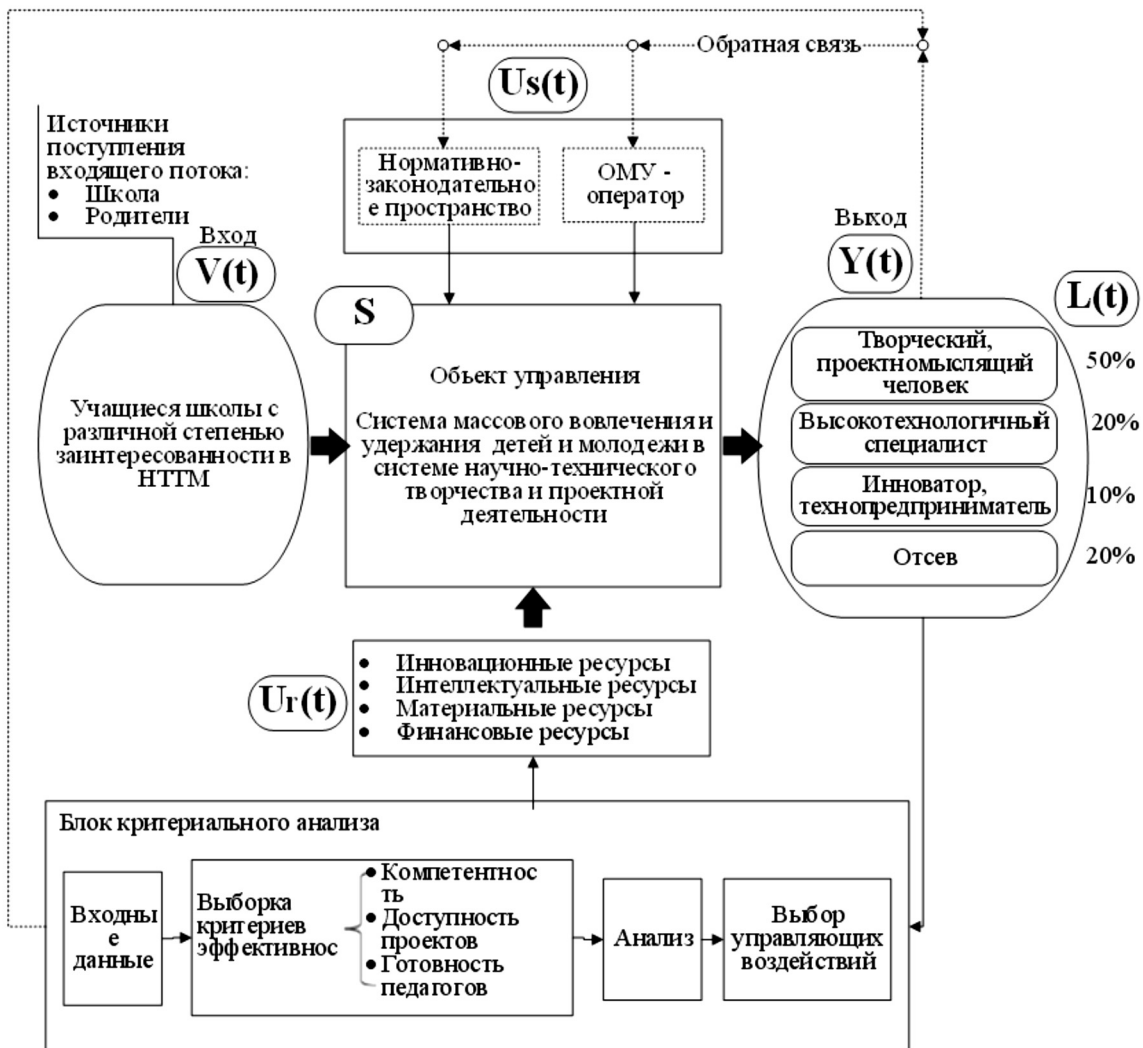 Обратная связь
Us(t)
Источники
поступления
входящего потока:
• Школа
• Родители
Нормативно-
законодательно
е пространство
ОМУ -
оператор
Вход
V(t)
Выход
Y(t)
L(t)
S
Учащиеся школы с
различной степенью
заинтересованности в
НТТМ
Объект управления
Система массового вовлечения и
удержания детей и молодежи в
системе научно-технического
творчества и проектной
деятельности
Творческий,
проектномыслящий
человек
50%
Высокотехнологичный
специалист
20%
Инноватор,
технопредприниматель
10%
Отсев
20%
Ur(t)
• Инновационные ресурсы
• Интеллектуальные ресурсы
• Материальные ресурсы
• Финансовые ресурсы
Блок критериального анализа
Входны
е
данные
Выборка
критериев
эффективнос
• Компетентнос
ть
• Доступность
проектов
• Готовность
педагогов
Анализ
Выбор
управляющих
воздействий